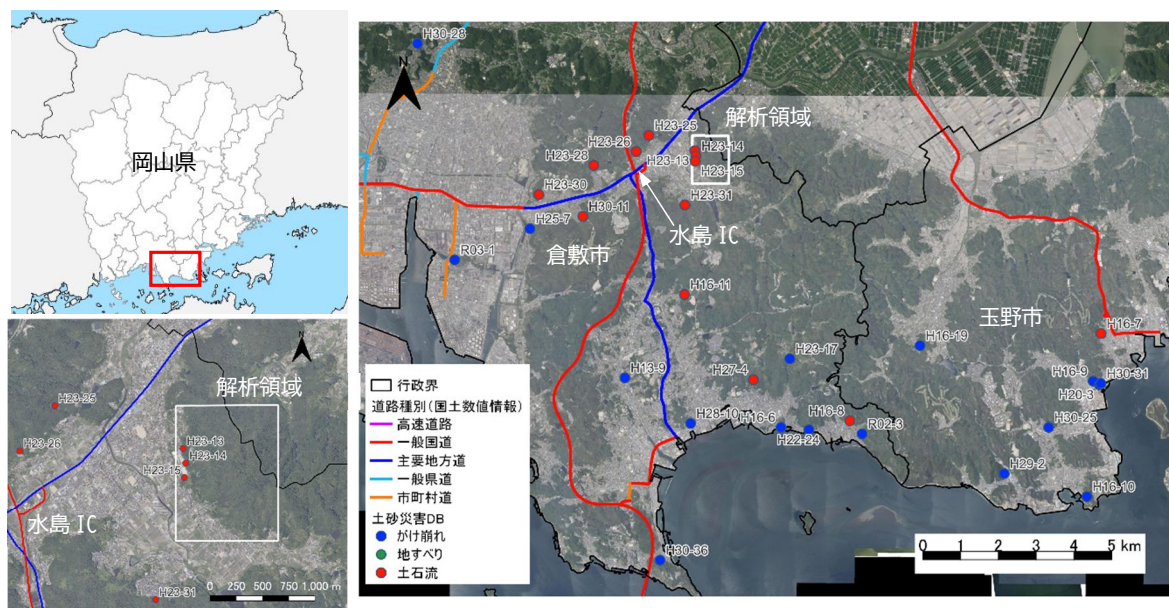 岡山県
H30-28
N
解析領域
H23-25
H23-26
H23-14
H23-28
H23-13
H23-15
H23-30
H23-31
H30-11
H25-7
水島 IC
倉敷市
R03-1
H16-11
玉野市
H16-7
H16-19
H23-17
H13-9
H27-4
H16-9
H30-31
H20-3
H28-10
H16-6
H16-8
H22-24
R02-3
H30-25
H29-2
H16-10
H30-36
行政界
道路種別(国土数値情報)
高速道路
一般国道
主要地方道
一般県道
市町村道
土砂災害DB
がけ崩れ
地すべり
土石流
0 1 2 3 4 5 km
N
解析領域
H23-25
H23-13
H23-26
H23-14
H23-15
水島 IC
H23-31
0 250 500 750 1,000 m